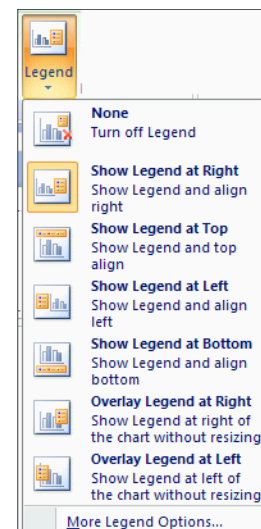 Legend
None
Turn off Legend
Show Legend at Right
Show Legend and align
right
Show Legend at Top
Show Legend and top
align
Show Legend at Left
Show Legend and align
left
Show Legend at Bottom
Show Legend and align
bottom
Overlay Legend at Right
Show Legend at right of
the chart without resizing
Overlay Legend at Left
Show Legend at left of
the chart without resizing
More Legend Options...